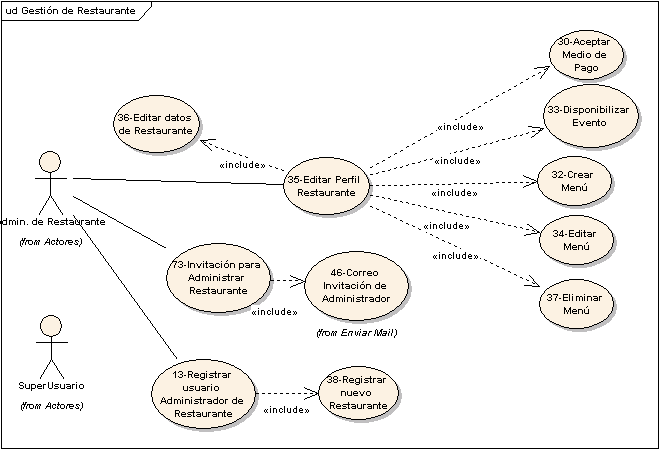 ud Gestión de Restaurante
30-Aceptar
Medio de
Pago
36-Editar datos
de Restaurante
33-Disponibilizar
Evento
«include»
«include»
«include»
35-Editar Perfil
Restaurante
«include»
32-Crear
Menú
dmin. de Restaurante
(from Actores)
«include»
34-Editar
Menú
«include»
73-Invitación para
Administrar
Restaurante
46-Correo
Invitación de
Administrador
37-Eliminar
Menú
«include»
(from Enviar Mail)
SuperUsuario
(from Actores)
13-Registrar
usuario
Administrador de
Restaurante
38-Registrar
nuevo
Restaurante
«include»